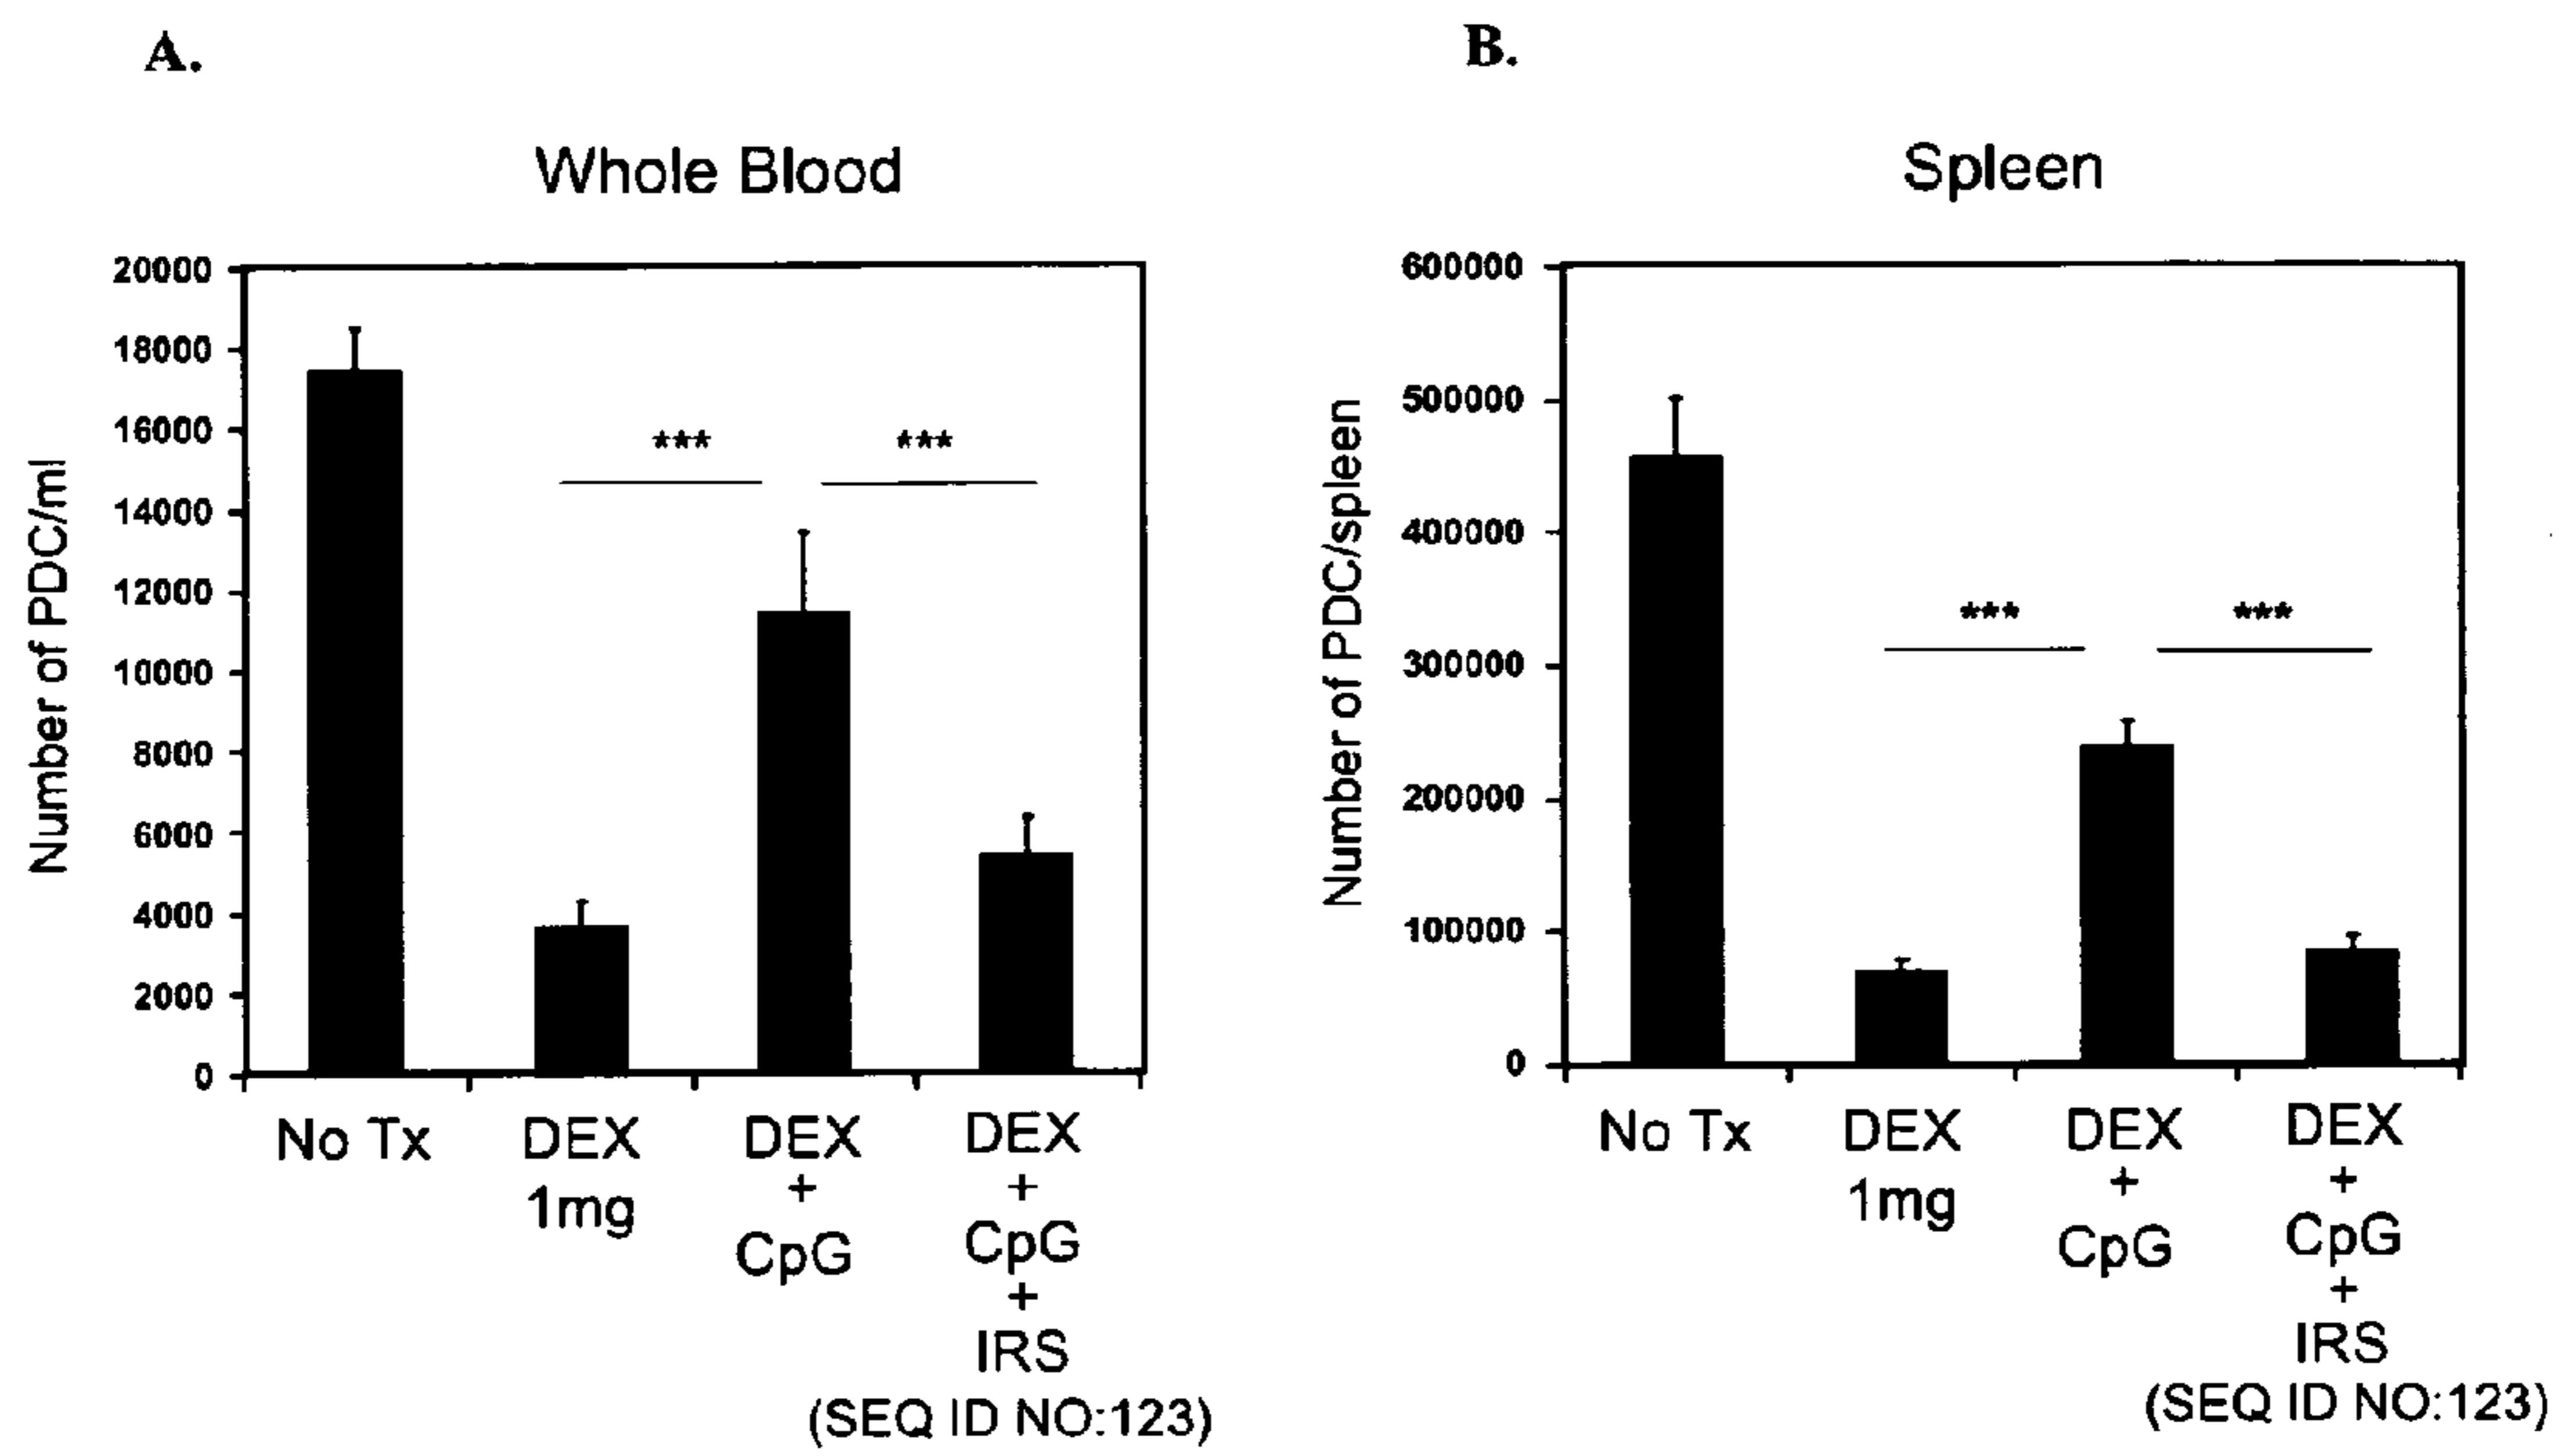 A.
Whole Blood
Number of PDC/ml
20000
18000
16000
14000
12000
10000
8000
6000
4000
2000
0
***
***
No Tx
DEX
1mg
DEX
+
CpG
DEX
+
CpG
+
IRS
(SEQ ID NO:123)
B.
Spleen
Number of PDC/spleen
600000
500000
400000
300000
200000
100000
0
***
***
No Tx
DEX
1mg
DEX
+
CpG
DEX
+
CpG
+
IRS
(SEQ ID NO:123)